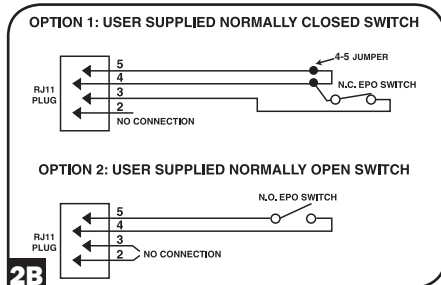 OPTION 1: USER SUPPLIED NORMALLY CLOSED SWITCH
4-5 JUMPER
5
4
3
2
RJ11
PLUG
N.C. EPO SWITCH
NO CONNECTION
OPTION 2: USER SUPPLIED NORMALLY OPEN SWITCH
N.O. EPO SWITCH
5
4
3
2
RJ11
PLUG
NO CONNECTION
2B